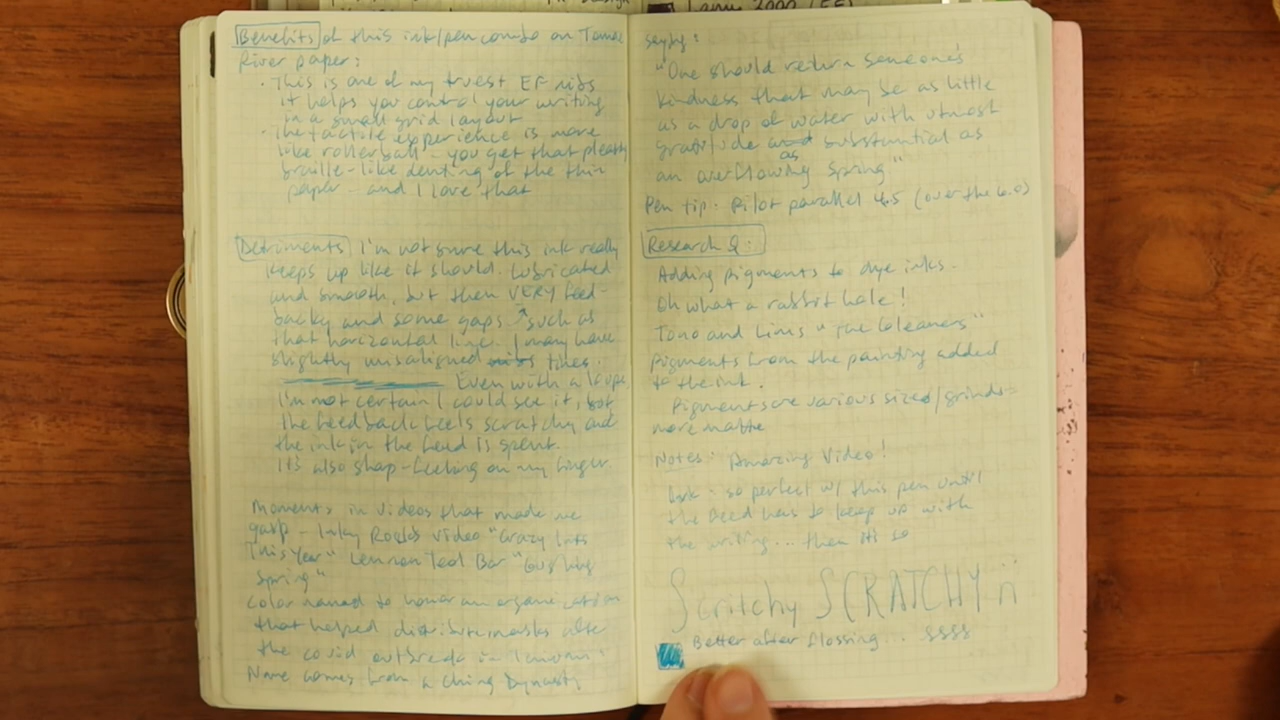 Benefits of this ink/pen combo on Tomoe
River paper:
· This is one of my truest EF nibs
it helps you control your writing
in a small grid layout
· The tactile experience is more
like rollerball – you get that pleasing
braille-like denting of the thin
paper – and I love that
Detriments I'm not sure this ink really
keeps up like it should. Lubricated
and smooth, but then VERY feed-
backy and some gaps such as
that horizontal line. I may have
slightly misaligned tines.
Even with a loupe
I'm not certain I could see it, but
the feedback feels scratchy and
the ink in the feed is spent.
It's also shap-feeling on my finger.
Moments in videos that made me
gasp – Inky Rocks video "Crazy Inks
This Year" Lennon Tool Bar "Gushing
Spring"
Color named to honor an organization
that helped distribute masks after
the covid outbreak in Taiwan.
Name comes from a Ching Dynasty
saying:
"One should return someone's
kindness that may be as little
as a drop of water with utmost
gratitude and substantial as
as
an overflowing spring"
Pen tip: Pilot parallel 4.5 (over the 6.0)
Research Q:
Adding pigments to dye inks.
Oh what a rabbit hole!
Tono and Lims "The Gleaners"
pigments from the painting added
to the ink.
Pigments are various sized/grinds-
more matte
Notes: Amazing Video!
Ink - so perfect w/ this pen until
the feed has to keep up with
the writing... then it's so
Scritchy SCRATCHY
Better after flossing... ssss